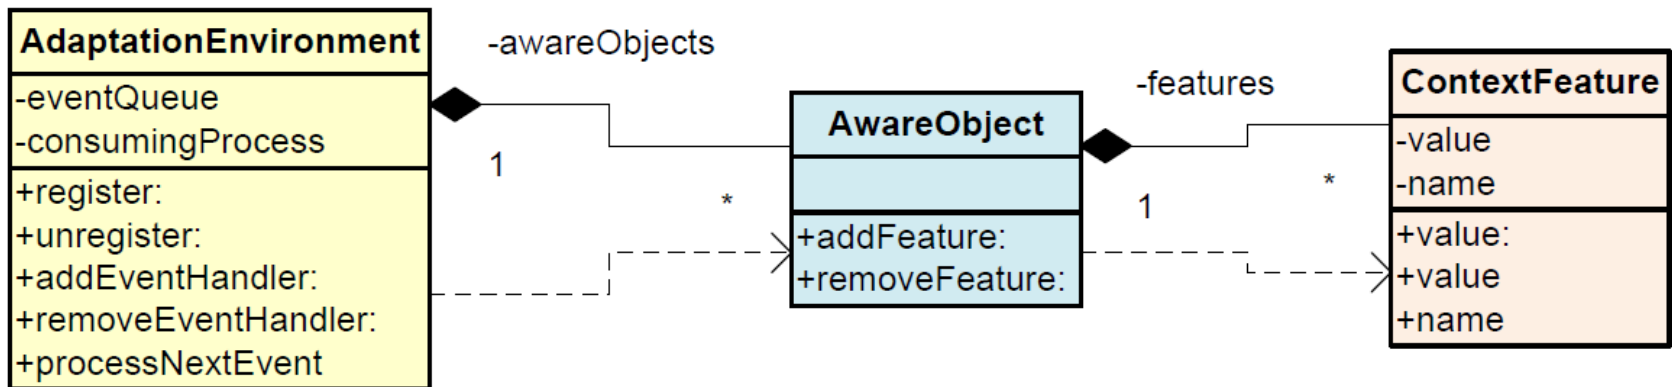 AdaptationEnvironment
-eventQueue
-consumingProcess
+register:
+unregister:
+addEventHandler:
+removeEventHandler:
+processNextEvent
-awareObjects
1
*
AwareObject
+addFeature:
+removeFeature:
-features
1
*
ContextFeature
-value
-name
+value:
+value
+name